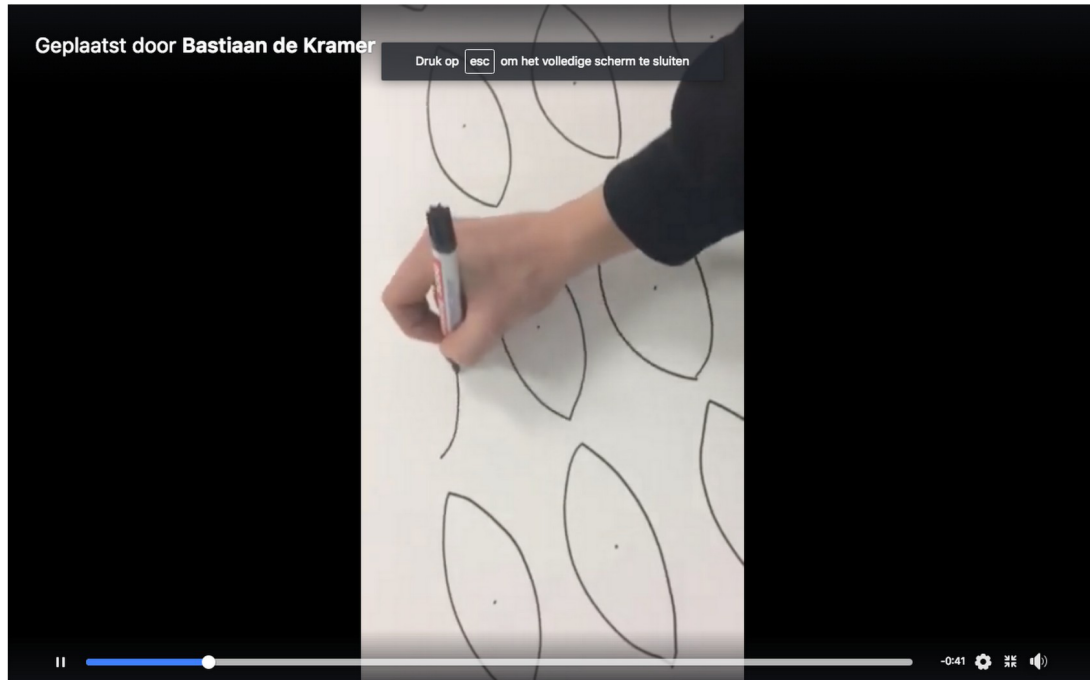 Geplaatst door Bastiaan de Kramer
Druk op esc om het volledige scherm te sluiten
-0:41